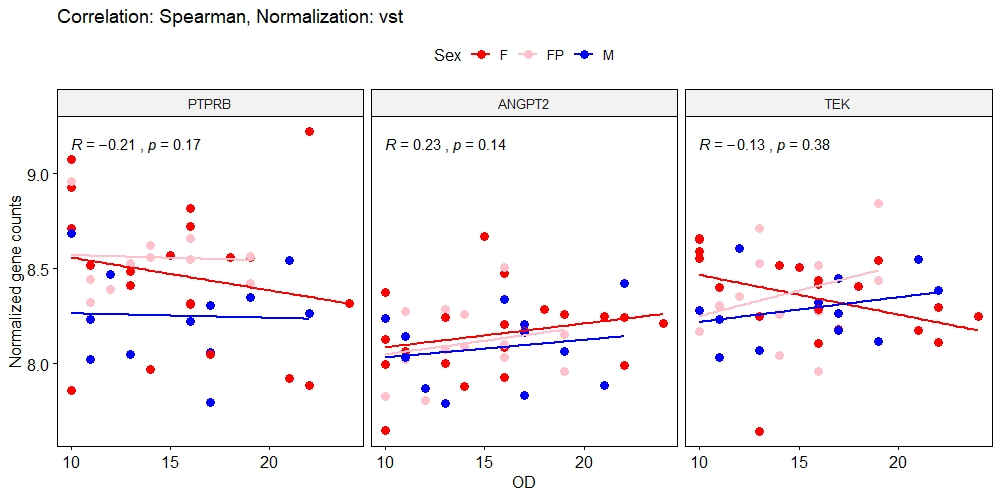 Correlation: Spearman, Normalization: vst
Sex F FP M
PTPRB ANGPT2 TEK
R = −0.21 , p = 0.17 R = 0.23 , p = 0.14 R = −0.13 , p = 0.38
Normalized gene counts
9.0
8.5
8.0
10 15 20 10 15 20 10 15 20
OD